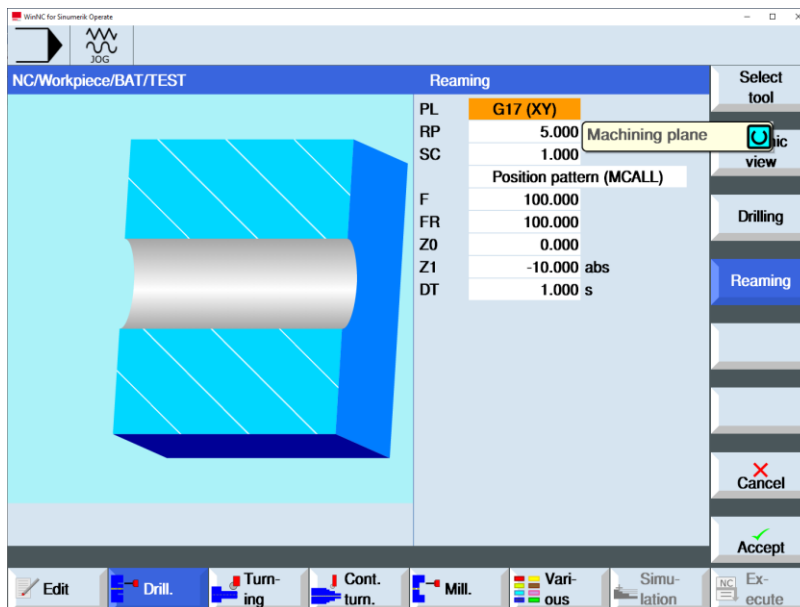 WinNC for Sinumerik Operate
JOG
NC/Workpiece/BAT/TEST
Reaming
PL G17 (XY)
RP 5.000
Machining plane
SC 1.000
Position pattern (MCALL)
F 100.000
FR 100.000
Z0 0.000
Z1 -10.000 abs
DT 1.000 s
Select
tool
ic
view
Drilling
Reaming
Cancel
Accept
Edit
Drill.
Turn-
ing
Cont.
turn.
Mill.
Vari-
ous
Simu-
lation
NC
Ex-
ecute